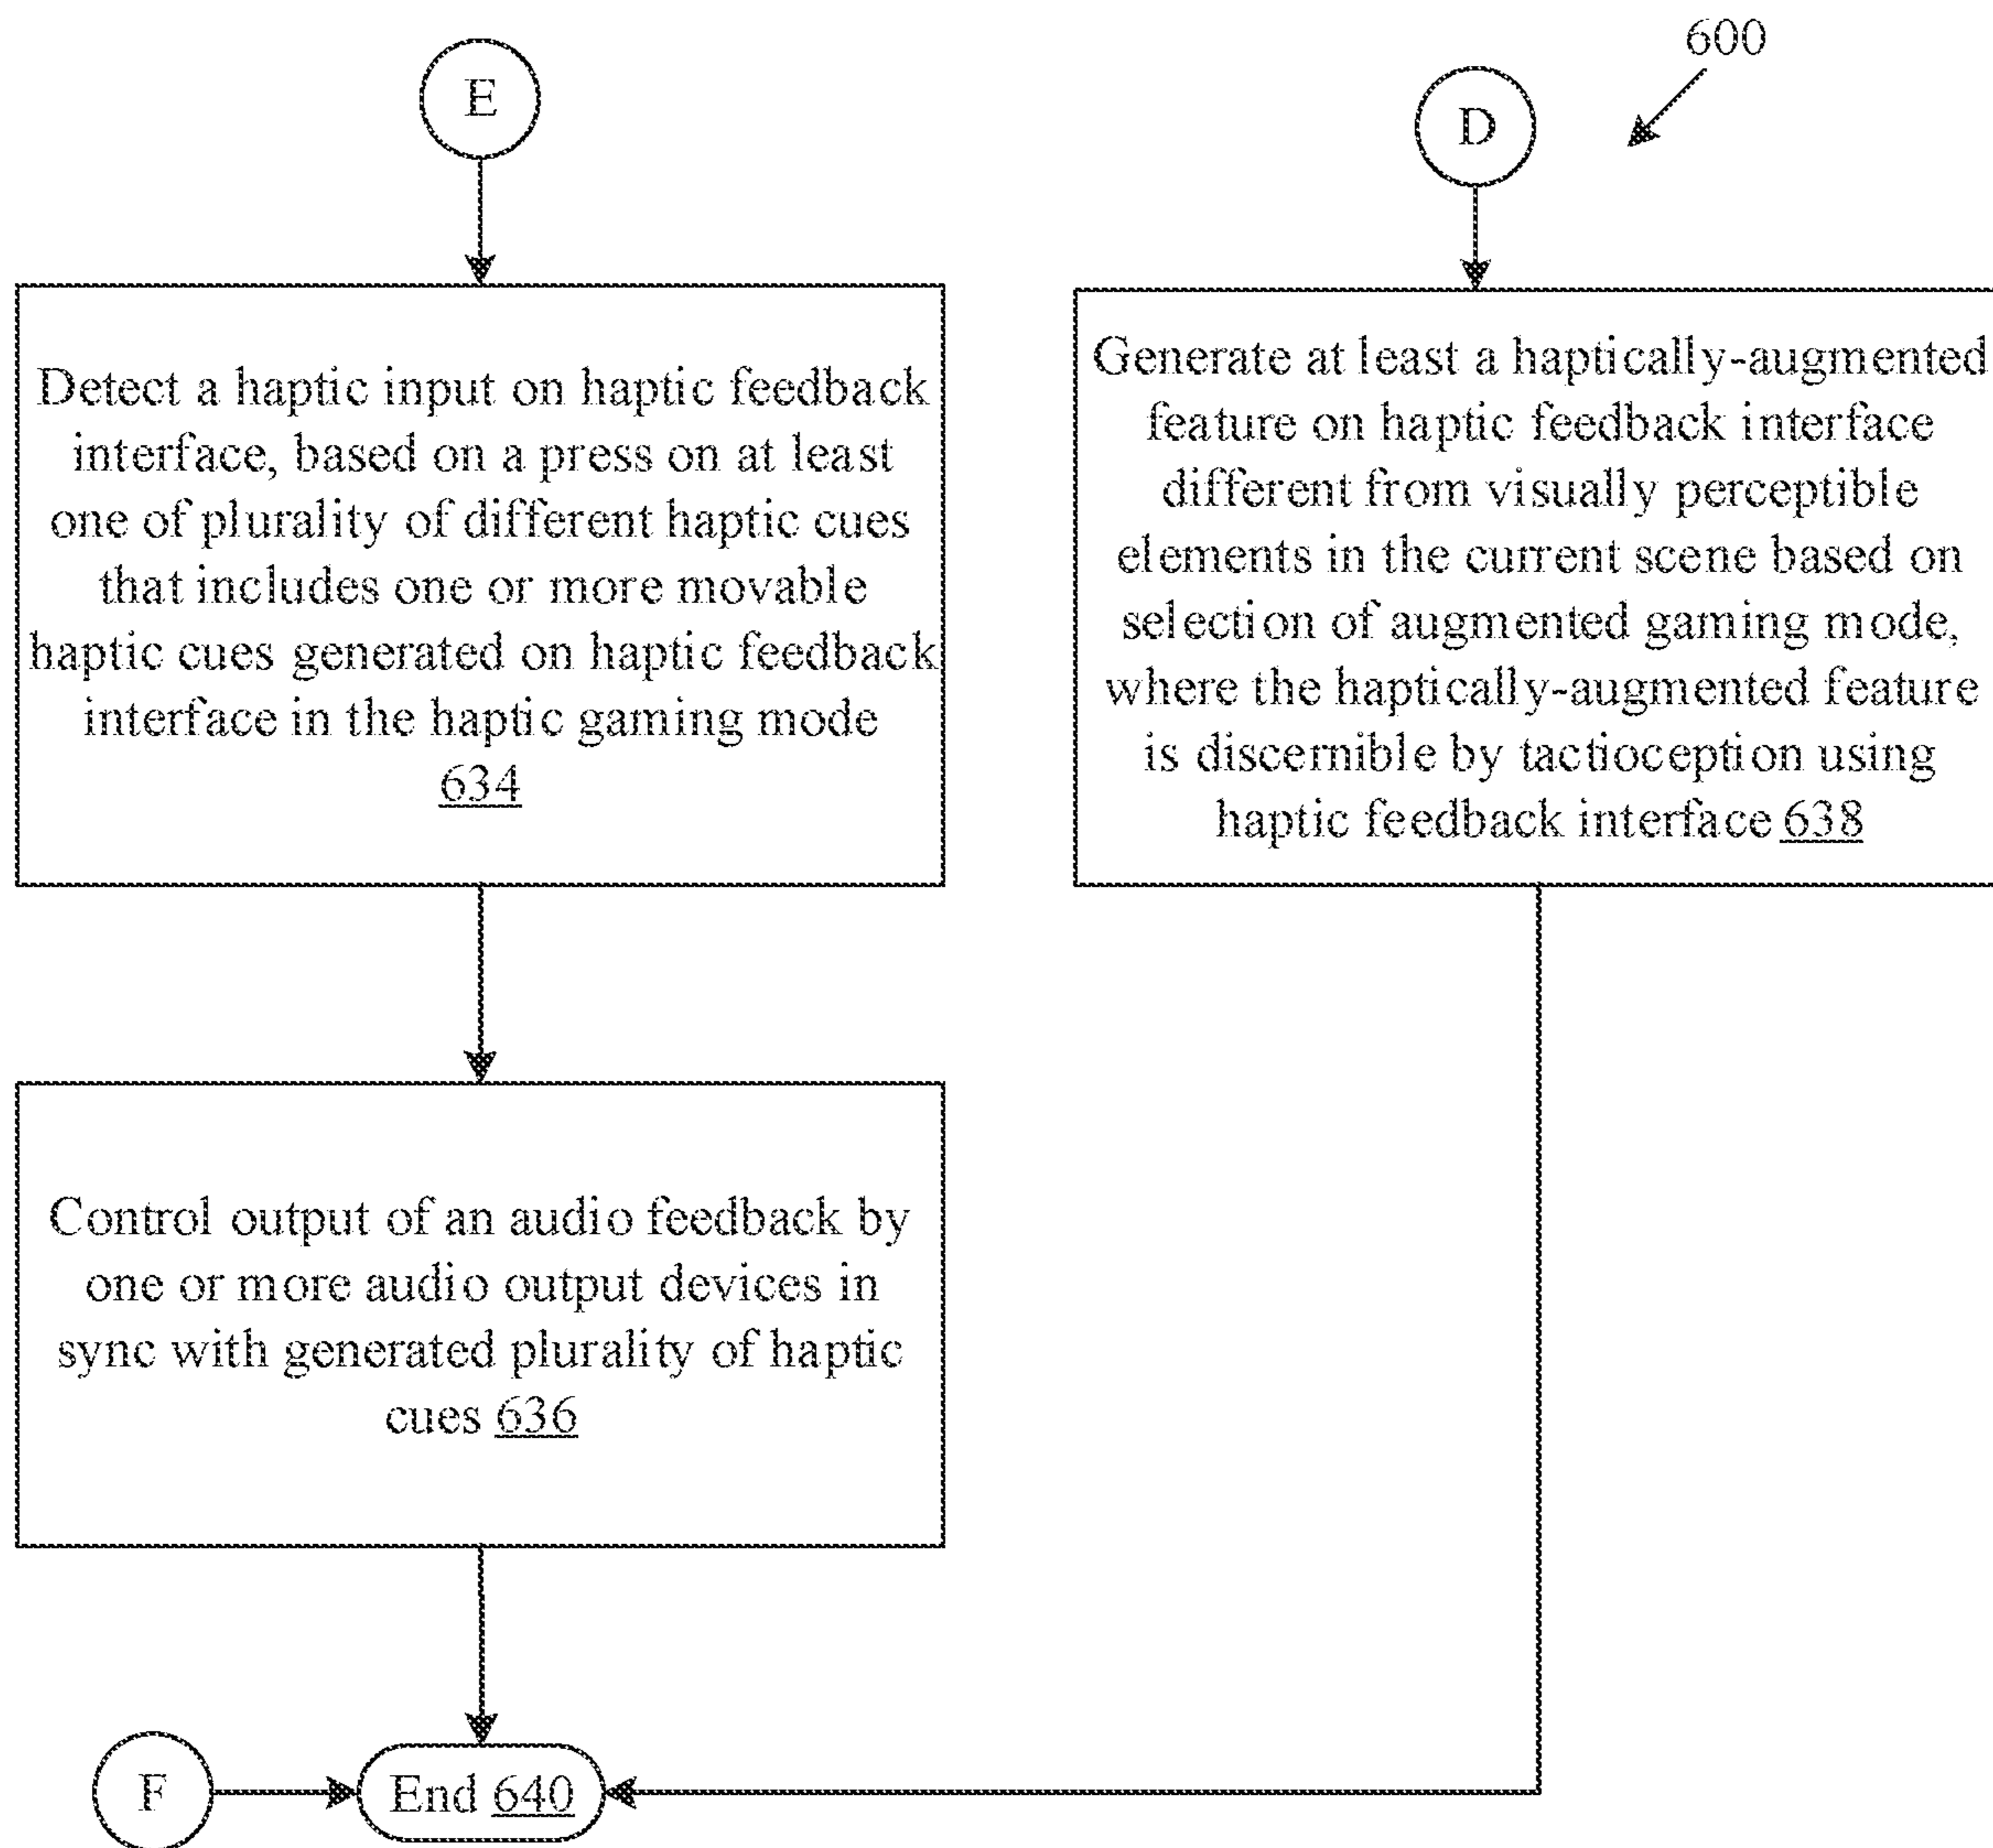 E
600
D
Detect a haptic input on haptic feedback
interface, based on a press on at least
one of plurality of different haptic cues
that includes one or more movable
haptic cues generated on haptic feedback
interface in the haptic gaming mode
634
Generate at least a haptically-augmented
feature on haptic feedback interface
different from visually perceptible
elements in the current scene based on
selection of augmented gaming mode,
where the haptically-augmented feature
is discernible by tactioception using
haptic feedback interface 638
Control output of an audio feedback by
one or more audio output devices in
sync with generated plurality of haptic
cues 636
F
End 640